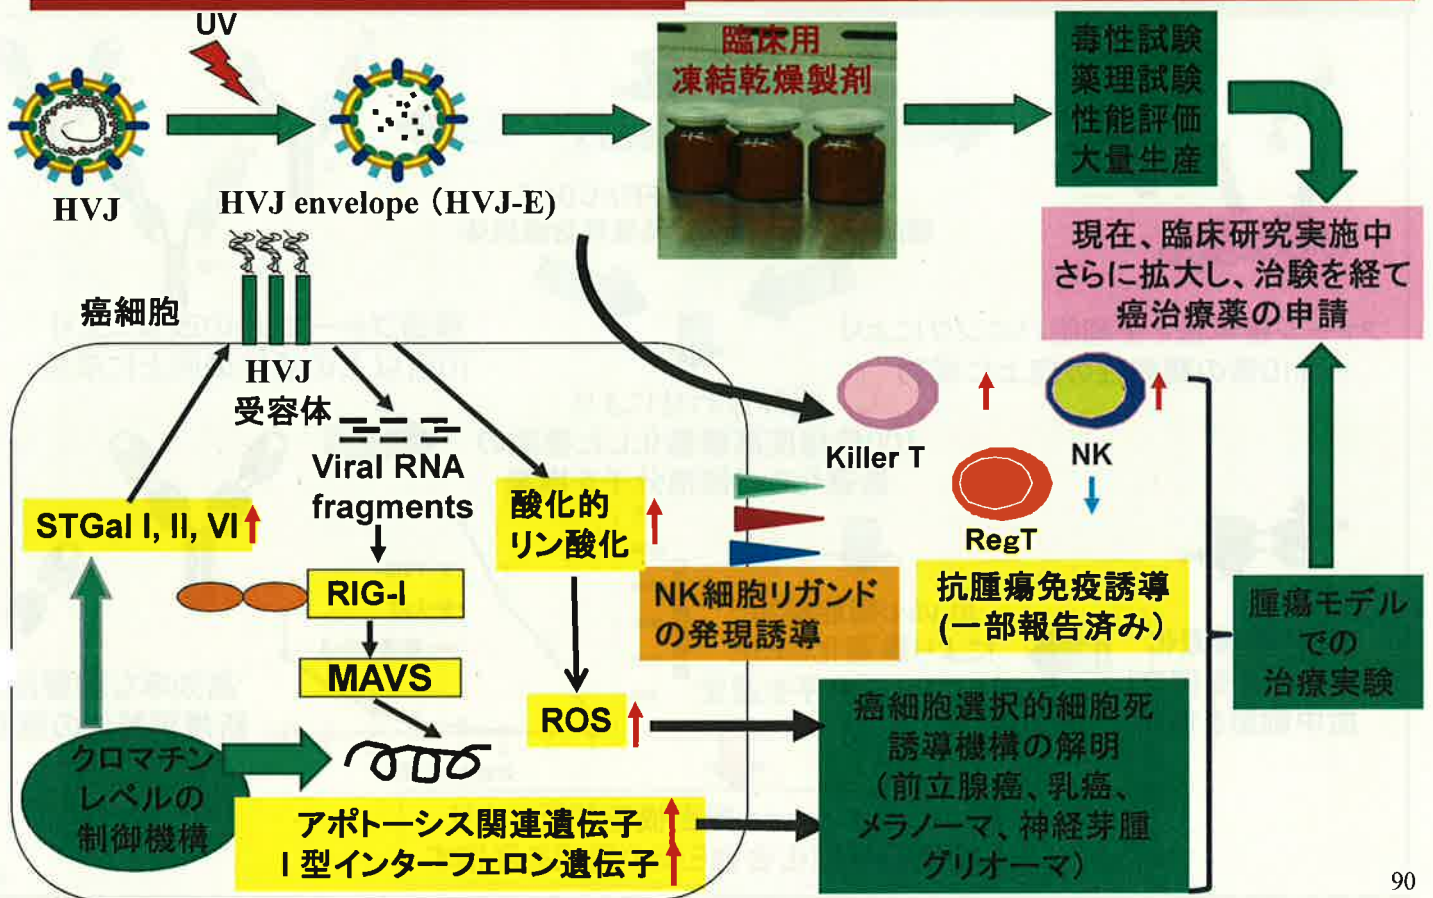 UV
HVJ
HVJ envelope (HVJ-E)
臨床用
凍結乾燥製剤
毒性試験
薬理試験
性能評価
大量生産
現在、臨床研究実施中
さらに拡大し、治験を経て
癌治療薬の申請
癌細胞
HVJ
受容体
Viral RNA
fragments
STGal I, II, VI
RIG-I
MAVS
酸化的
リン酸化
ROS
クロマチン
レベルの
制御機構
アポトーシス関連遺伝子
I 型インターフェロン遺伝子
Killer T
NK
RegT
NK細胞リガンド
の発現誘導
抗腫瘍免疫誘導
(一部報告済み)
腫瘍モデル
での
治療実験
癌細胞選択的細胞死
誘導機構の解明
(前立腺癌、乳癌、
メラノーマ、神経芽腫
グリオーマ)
90